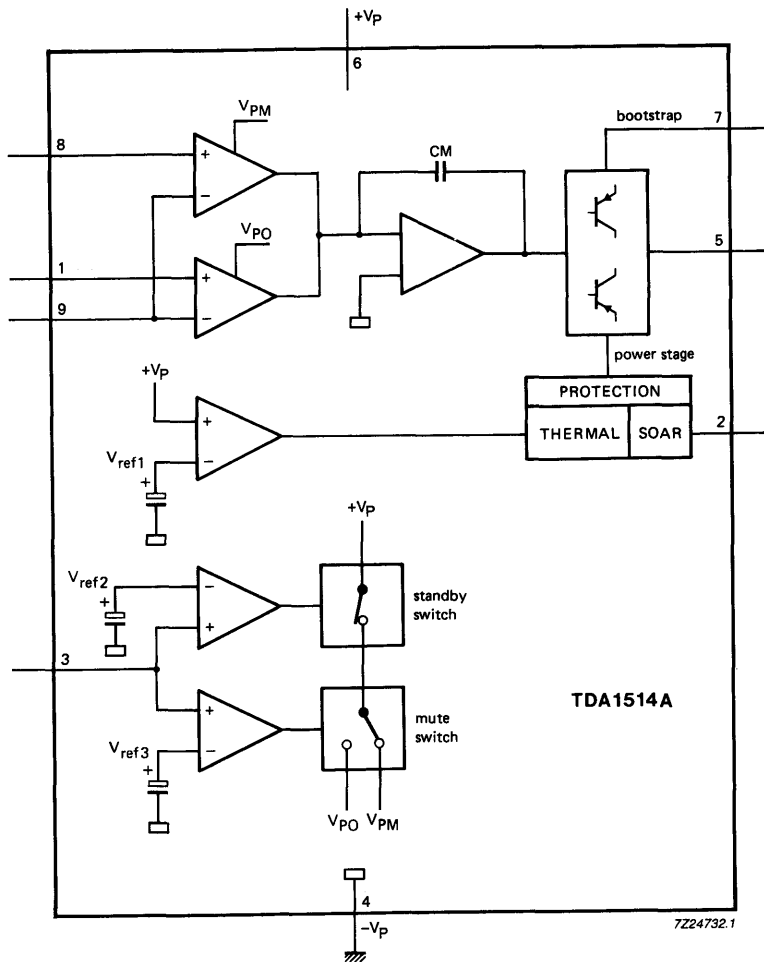 +VP
6
VPM
bootstrap
7
8
+
CM
−
VPO
5
1
+
9
−
power stage
+VP
PROTECTION
2
+
THERMAL
SOAR
Vref1
+
−
+VP
Vref2
+
−
standby
switch
+
3
+
mute
switch
TDA1514A
Vref3
+
−
VPO
VPM
4
−VP
7Z24732.1